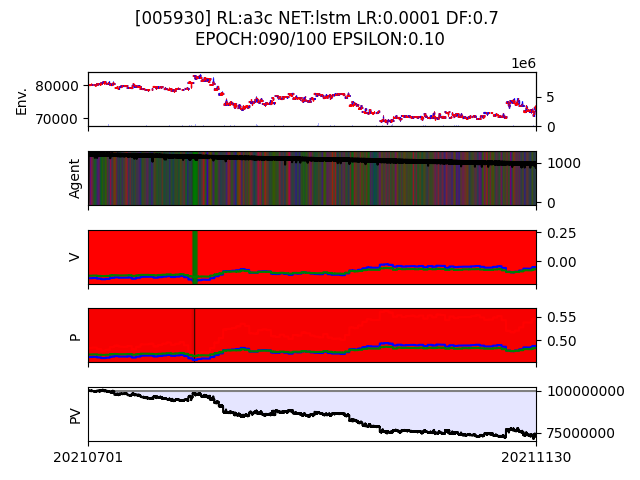 [005930] RL:a3c NET:lstm LR:0.0001 DF:0.7
EPOCH:090/100 EPSILON:0.10
1e6
Env.
80000
70000
5
0
Agent
1000
0
V
0.25
0.00
P
0.55
0.50
PV
100000000
75000000
20210701
20211130